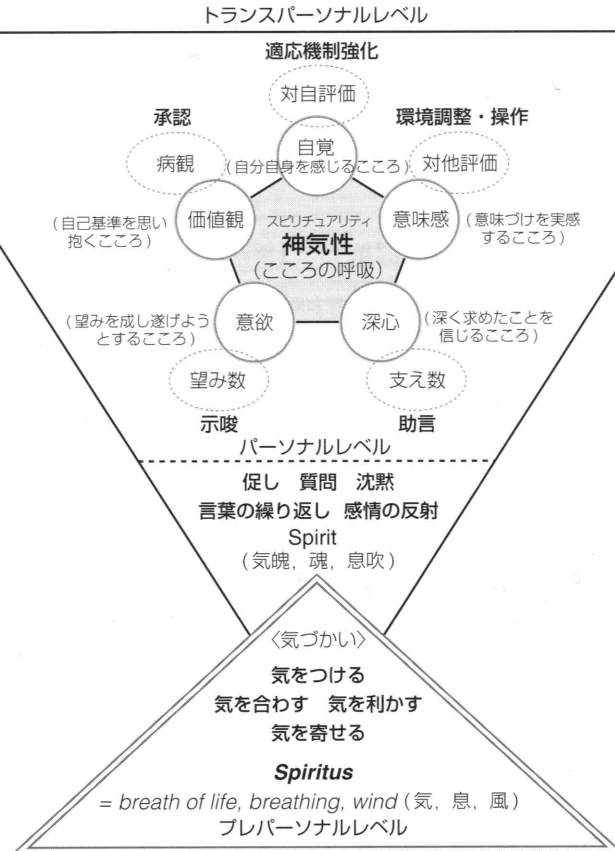 トランスパーソナルレベル
適応機制強化
対自評価
承認
環境調整・操作
病観
自覚
(自分自身を感じるこころ)
対他評価
(自己基準を思い
抱くこころ)
価値観
スピリチュアリティ
神気性
(こころの呼吸)
意味感
(意味づけを実感
するこころ)
(望みを成し遂げよう
とするこころ)
意欲
深心
(深く求めたことを
信じるこころ)
望み数
支え数
示唆
助言
パーソナルレベル
促し 質問 沈黙
言葉の繰り返し 感情の反射
Spirit
(気魄,魂,息吹)
〈気づかい〉
気をつける
気を合わす 気を利かす
気を寄せる
Spiritus
= breath of life, breathing, wind (気,息,風)
プレパーソナルレベル